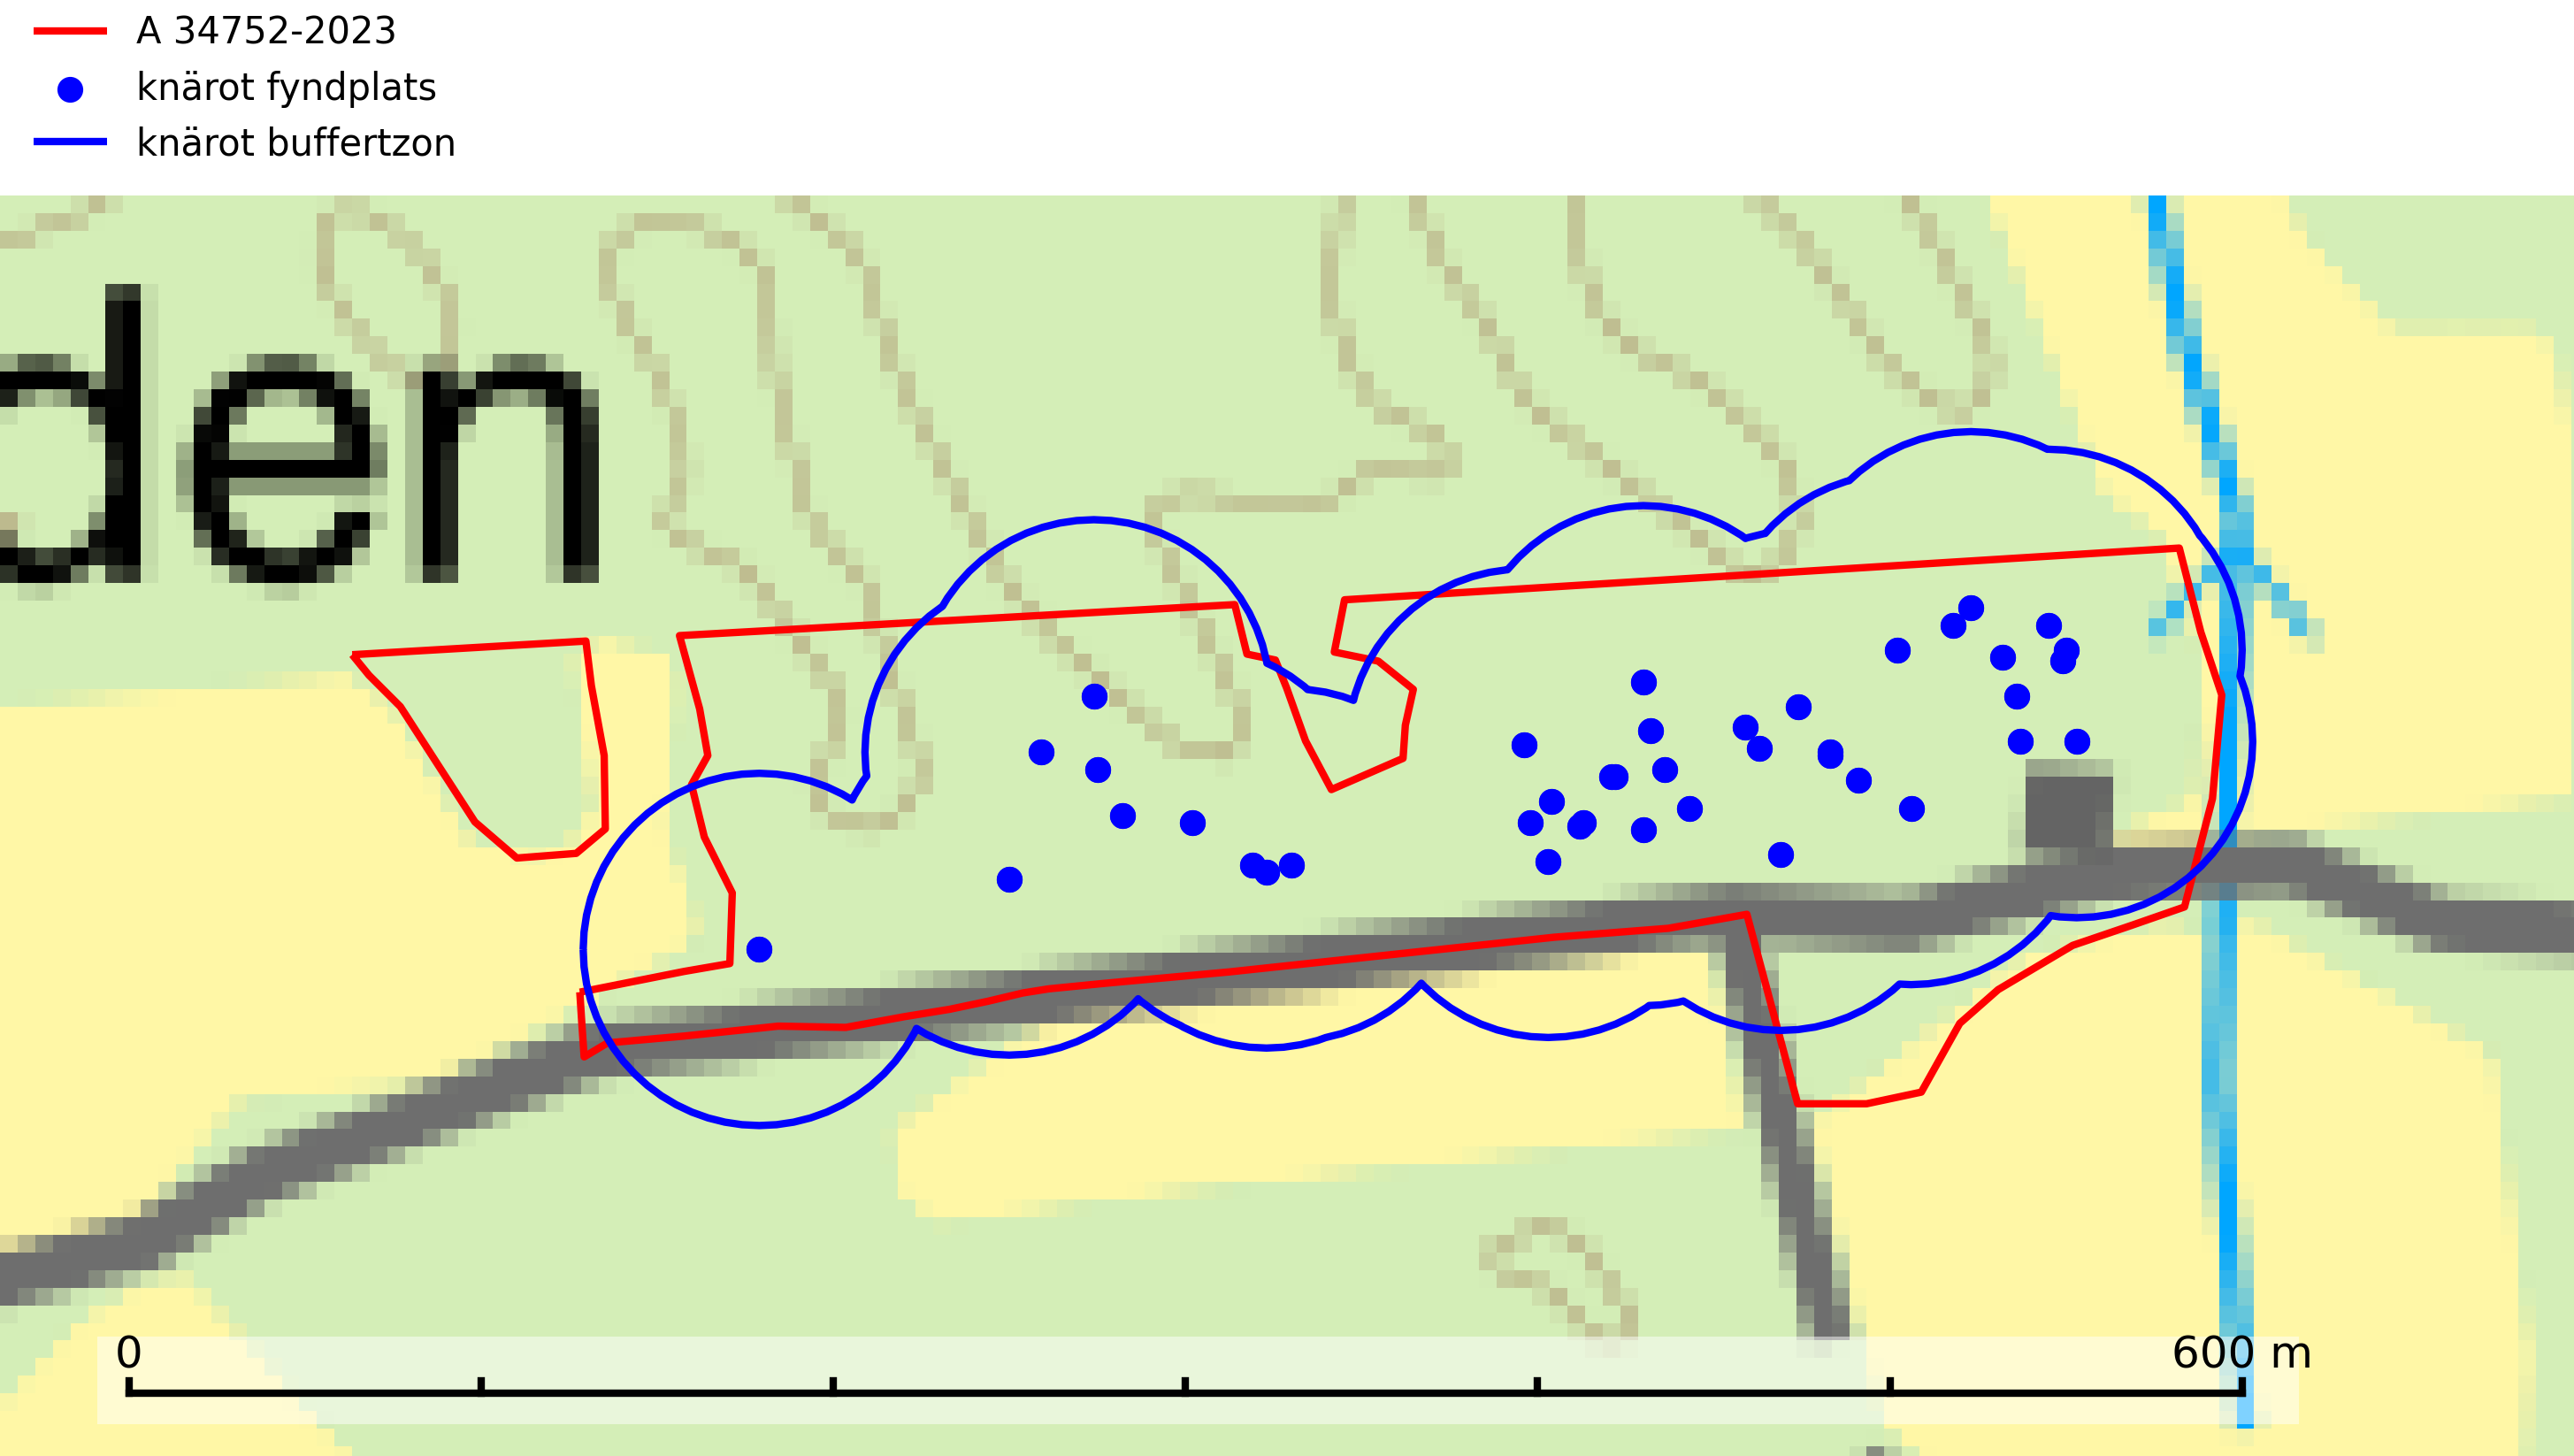 A 34752-2023
knärot fyndplats
knärot buffertzon
den
0 600 m